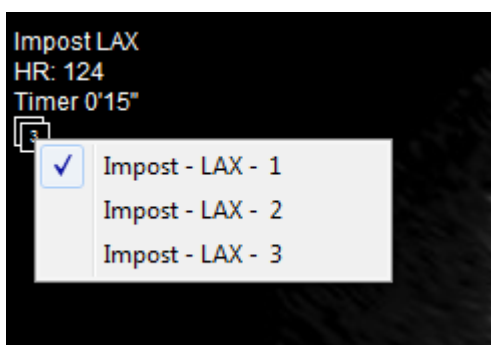 Impost LAX
HR: 124
Timer 0'15"
3
Impost - LAX - 1
Impost - LAX - 2
Impost - LAX - 3